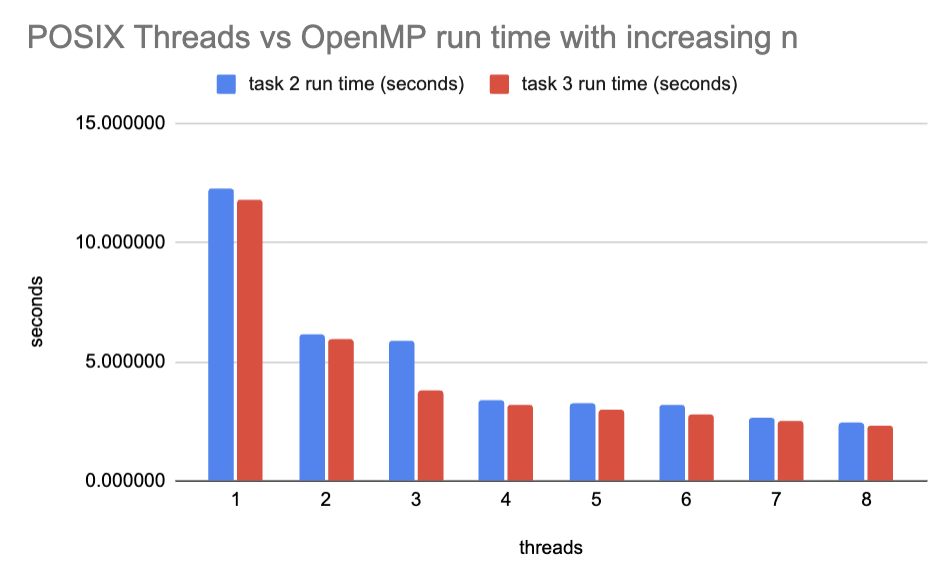 POSIX Threads vs OpenMP run time with increasing n
task 2 run time (seconds) task 3 run time (seconds)
15.000000
10.000000
5.000000
0.000000
seconds
1 2 3 4 5 6 7 8
threads